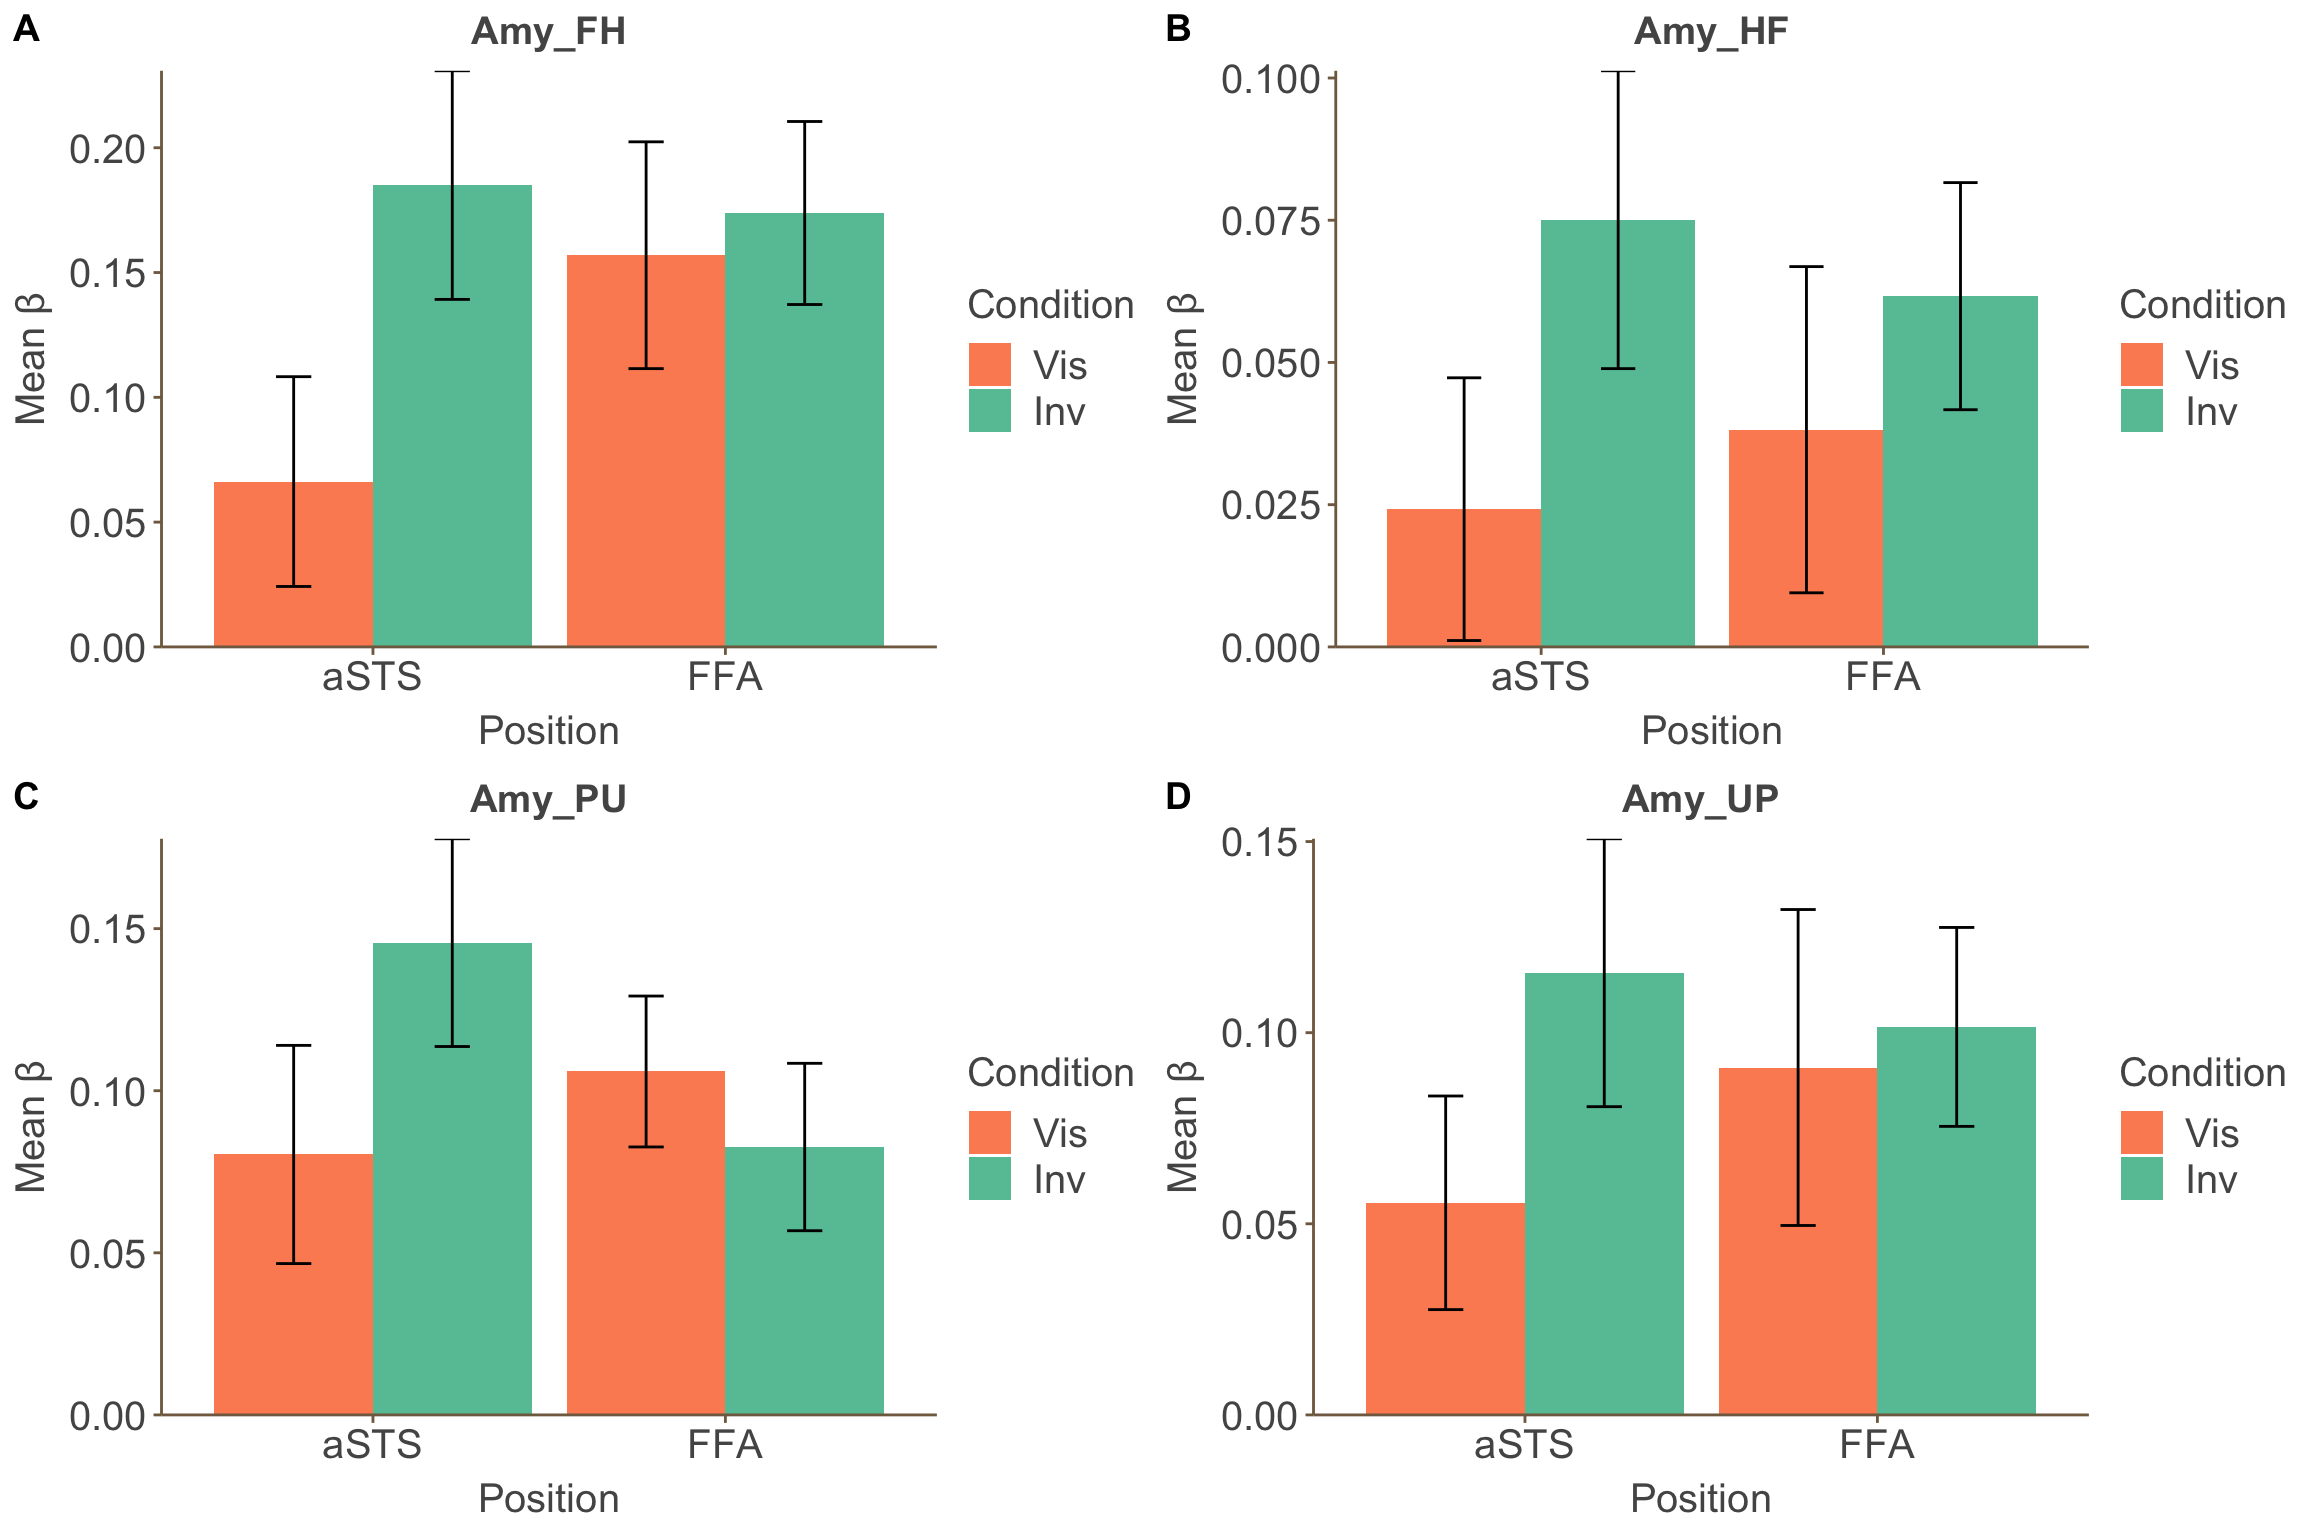 A
Amy_FH
Mean β
0.20
0.15
0.10
0.05
0.00
aSTS
FFA
Position
Condition
Vis
Inv
B
Amy_HF
Mean β
0.100
0.075
0.050
0.025
0.000
aSTS
FFA
Position
Condition
Vis
Inv
C
Amy_PU
Mean β
0.15
0.10
0.05
0.00
aSTS
FFA
Position
Condition
Vis
Inv
D
Amy_UP
Mean β
0.15
0.10
0.05
0.00
aSTS
FFA
Position
Condition
Vis
Inv